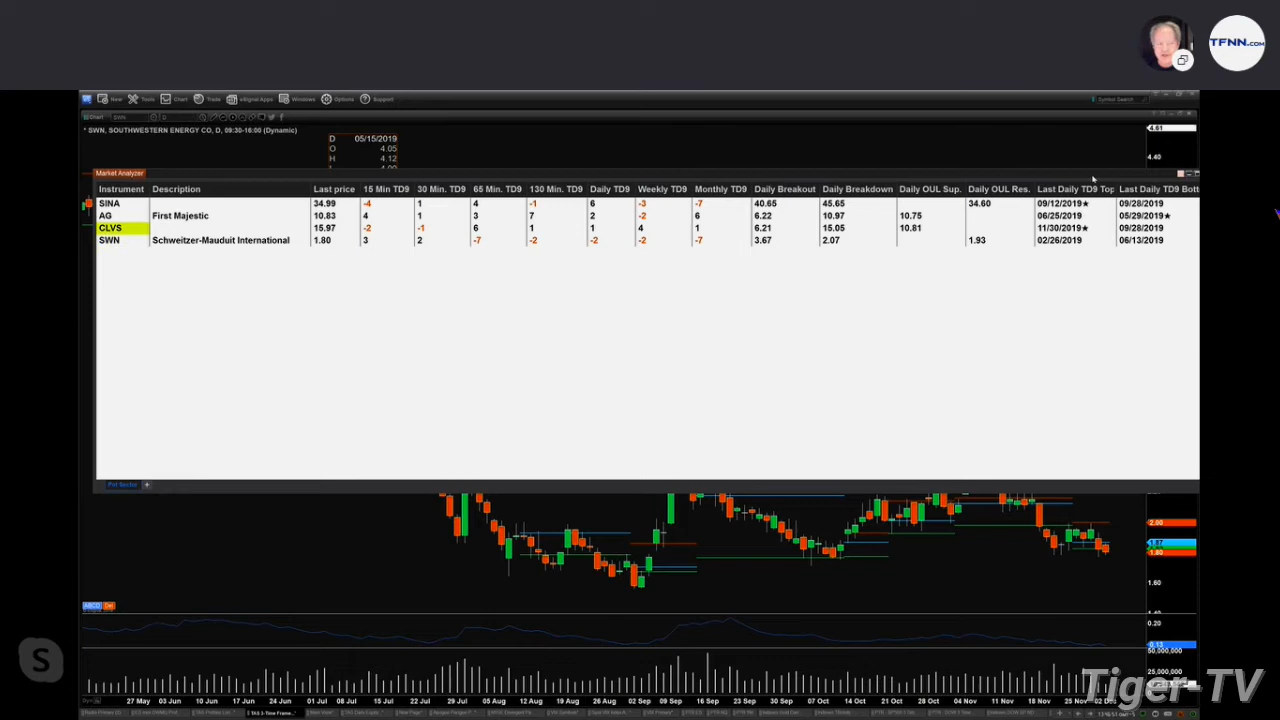 TFNN.COM
New Tools Chart Trade eSignal Apps Windows Options Support Symbol Search
Chart SWN D
* SWN, SOUTHWESTERN ENERGY CO, D, 09:30-16:00 (Dynamic)
4.61
D 05/15/2019
O 4.05
H 4.12
4.40
Market Analyzer
Instrument Description Last price 15 Min TD9 30 Min. TD9 65 Min. TD9 130 Min. TD9 Daily TD9 Weekly TD9 Monthly TD9 Daily Breakout Daily Breakdown Daily OUL Sup. Daily OUL Res. Last Daily TD9 Top Last Daily TD9 Bott
SINA 34.99 -4 1 4 -1 6 -3 -7 40.65 45.65 34.60 09/12/2019★ 09/28/2019
AG First Majestic 10.83 4 1 3 7 2 -2 6 6.22 10.97 10.75 06/25/2019 05/29/2019★
CLVS 15.97 -2 -1 6 1 1 4 1 6.21 15.05 10.81 11/30/2019★ 09/28/2019
SWN Schweitzer-Mauduit International 1.80 3 2 -7 -2 -2 -2 -7 3.67 2.07 1.93 02/26/2019 06/13/2019
Pot Sector +
2.00
1.87
1.80
1.60
ABCD Del
1.40
0.20
0.13
50,000,000
25,000,000
S
Tiger-TV
27 May 03 Jun 10 Jun 17 Jun 24 Jun 01 Jul 08 Jul 15 Jul 22 Jul 29 Jul 05 Aug 12 Aug 19 Aug 26 Aug 02 Sep 09 Sep 16 Sep 23 Sep 30 Sep 07 Oct 14 Oct 21 Oct 28 Oct 04 Nov 11 Nov 18 Nov 25 Nov 02 Dec